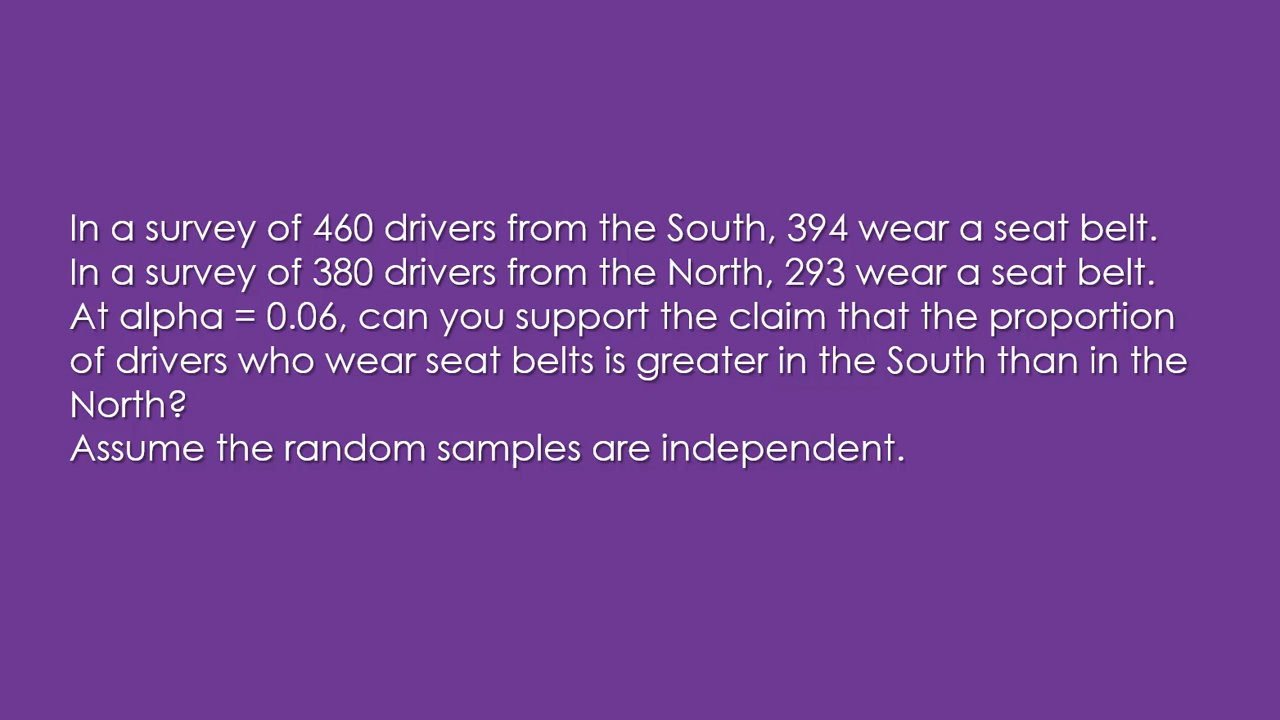 In a survey of 460 drivers from the South, 394 wear a seat belt.
In a survey of 380 drivers from the North, 293 wear a seat belt.
At alpha = 0.06, can you support the claim that the proportion
of drivers who wear seat belts is greater in the South than in the
North?
Assume the random samples are independent.